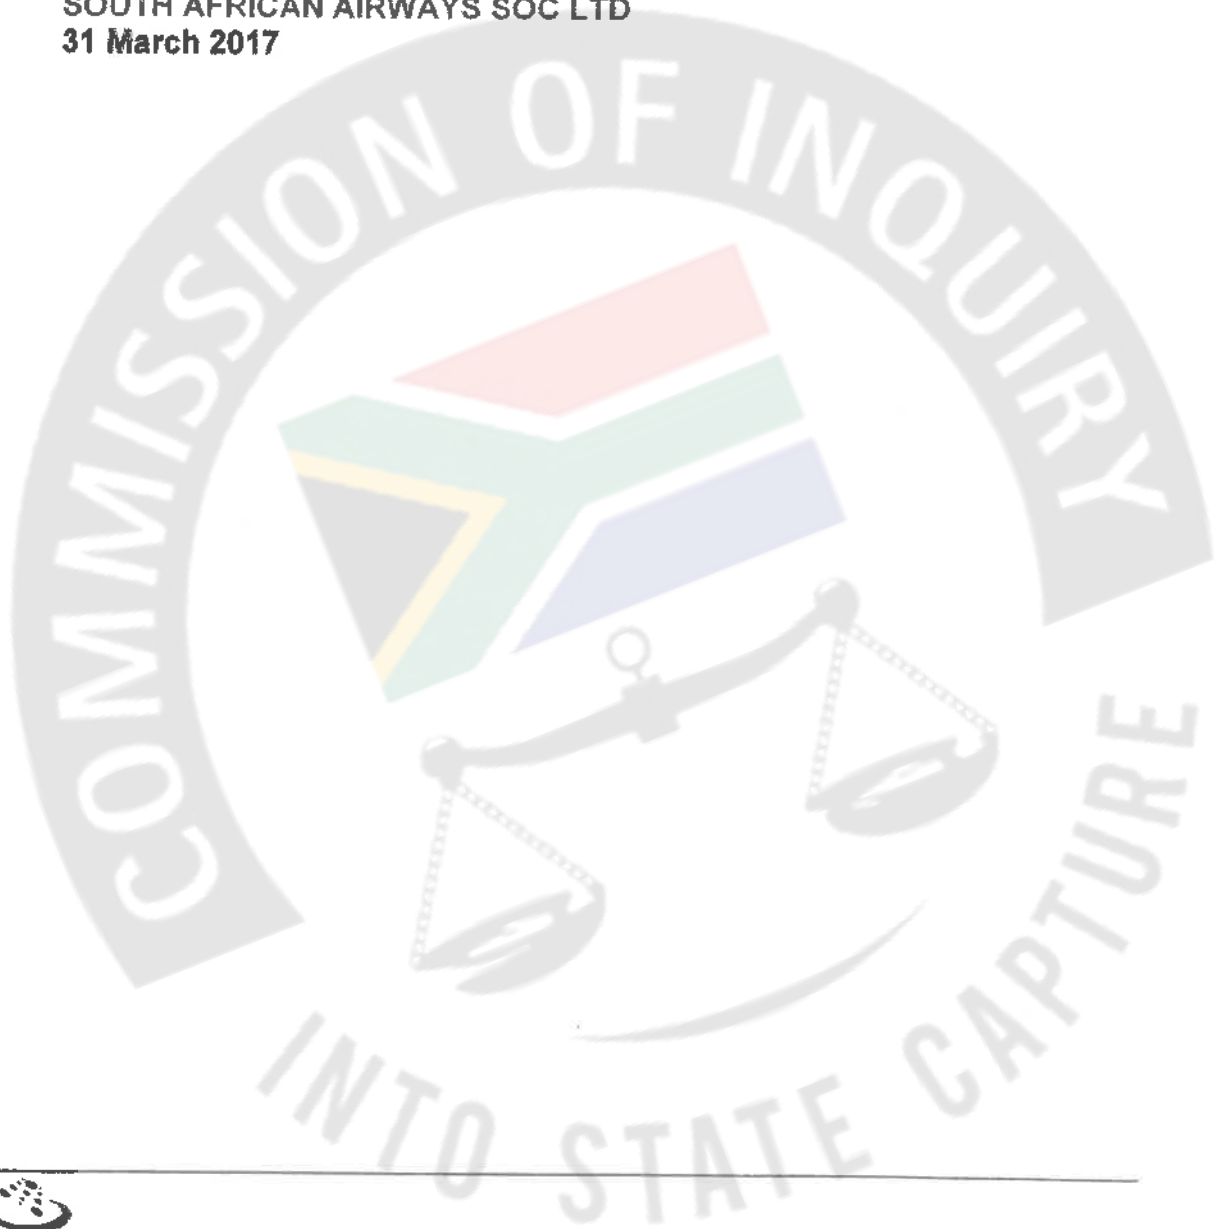 SOUTH AFRICAN AIRWAYS SOC LTD
31 March 2017
COMMISSION OF INQUIRY
INTO STATE CAPTURE